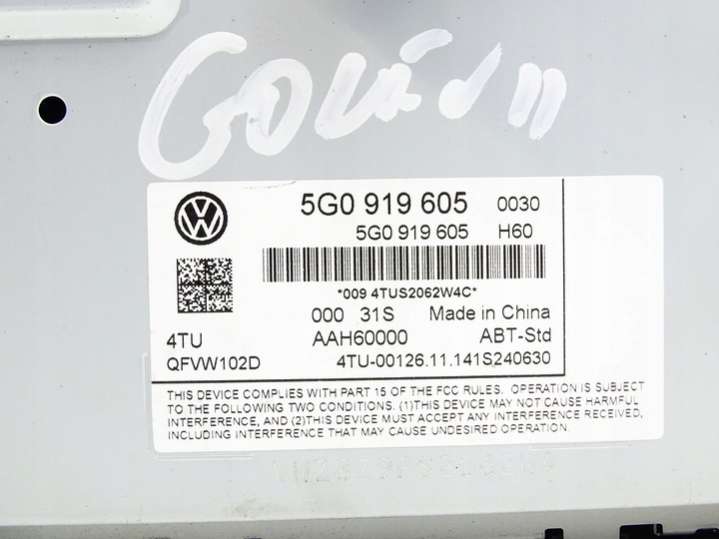 5G0 919 605 0030
5G0 919 605 H60
*009 4TUS2062W4C*
000 31S Made in China
4TU AAH60000 ABT-Std
QFVW102D 4TU-00126.11.141S240630
THIS DEVICE COMPLIES WITH PART 15 OF THE FCC RULES. OPERATION IS SUBJECT
TO THE FOLLOWING TWO CONDITIONS. (1)THIS DEVICE MAY NOT CAUSE HARMFUL
INTERFERENCE, AND (2)THIS DEVICE MUST ACCEPT ANY INTERFERENCE RECEIVED,
INCLUDING INTERFERENCE THAT MAY CAUSE UNDESIRED OPERATION.